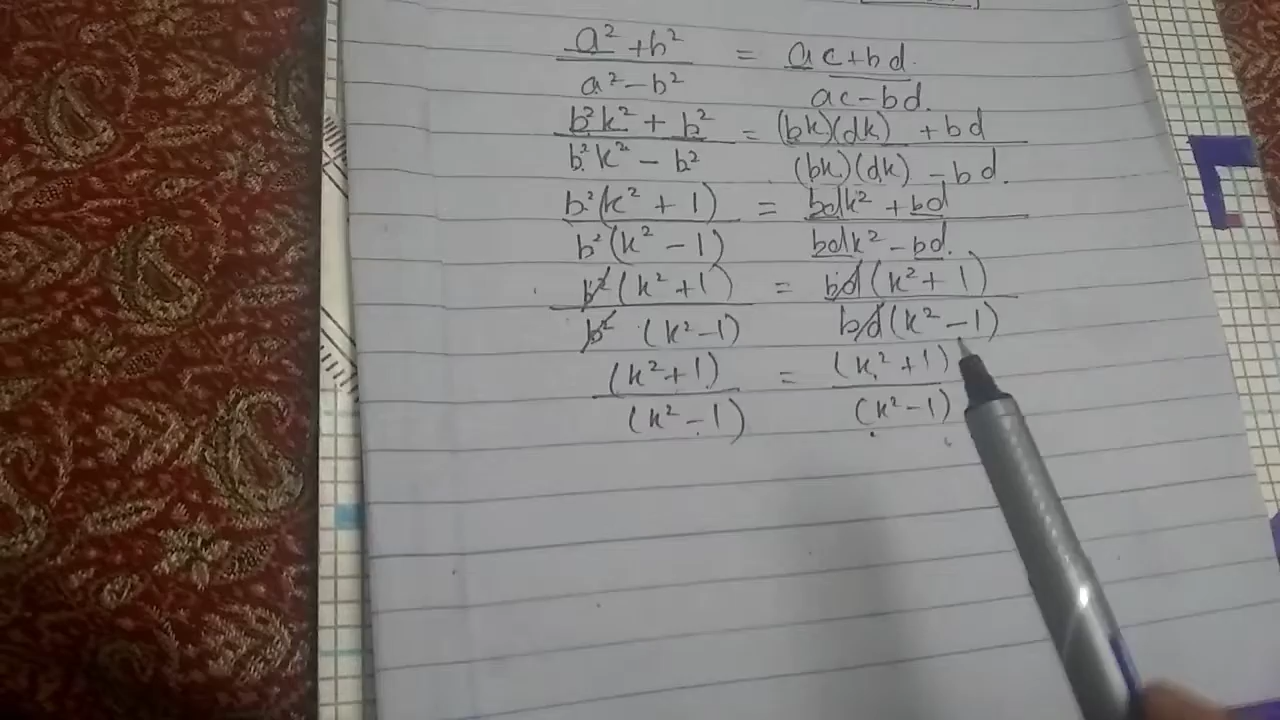 a² + b² = ac + bd.
a² - b² ac - bd.
b²k² + b² = (bk)(dk) + bd
b²k² - b² (bk)(dk) - bd.
b²(k² + 1) = bdk² + bd
b²(k² - 1) bdk² - bd.
b²(k² + 1) = bd(k² + 1)
b² (k² - 1) bd(k² - 1)
(k² + 1) = (k² + 1)
(k² - 1) (k² - 1)